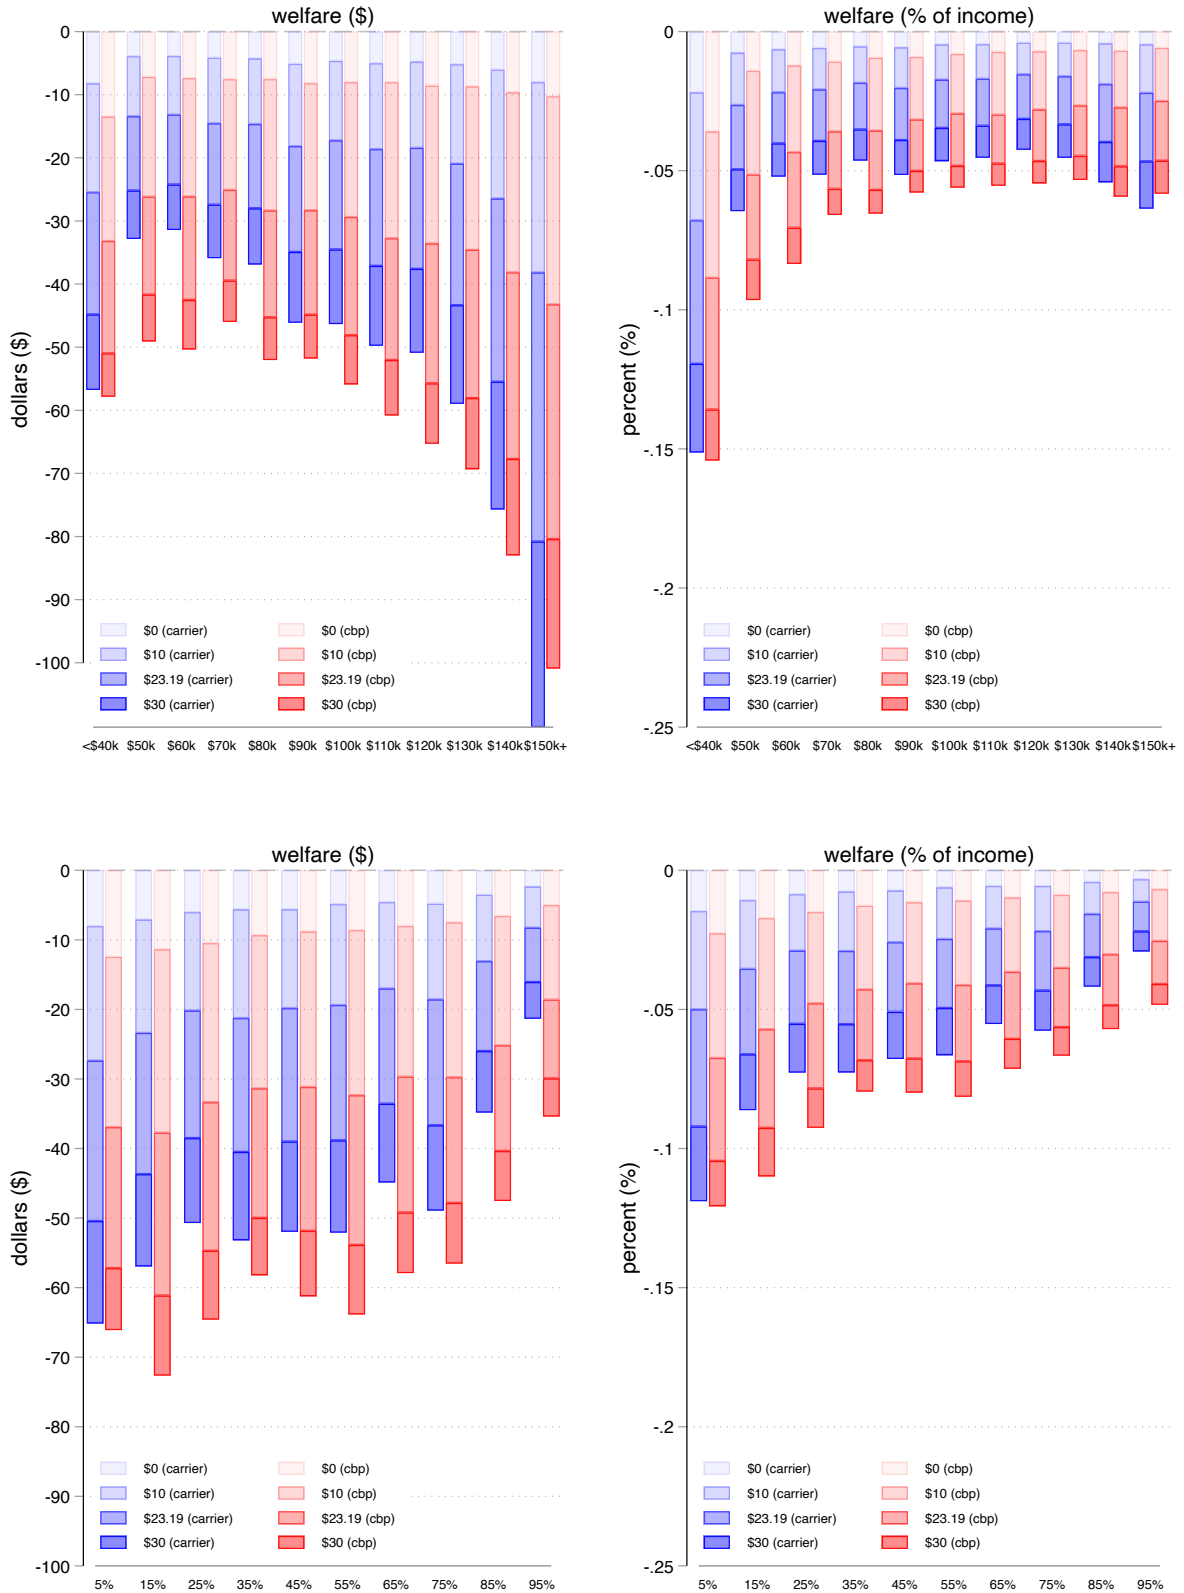 welfare ($)
0
-10
-20
-30
-40
-50
-60
-70
-80
-90
-100
dollars ($)
$0 (carrier)
$10 (carrier)
$23.19 (carrier)
$30 (carrier)
$0 (cbp)
$10 (cbp)
$23.19 (cbp)
$30 (cbp)
<$40k $50k $60k $70k $80k $90k $100k $110k $120k $130k $140k $150k+
welfare (% of income)
0
-.05
-.1
-.15
-.2
-.25
percent (%)
$0 (carrier)
$10 (carrier)
$23.19 (carrier)
$30 (carrier)
$0 (cbp)
$10 (cbp)
$23.19 (cbp)
$30 (cbp)
<$40k $50k $60k $70k $80k $90k $100k $110k $120k $130k $140k $150k+
welfare ($)
0
-10
-20
-30
-40
-50
-60
-70
-80
-90
-100
dollars ($)
$0 (carrier)
$10 (carrier)
$23.19 (carrier)
$30 (carrier)
$0 (cbp)
$10 (cbp)
$23.19 (cbp)
$30 (cbp)
5% 15% 25% 35% 45% 55% 65% 75% 85% 95%
welfare (% of income)
0
-.05
-.1
-.15
-.2
-.25
percent (%)
$0 (carrier)
$10 (carrier)
$23.19 (carrier)
$30 (carrier)
$0 (cbp)
$10 (cbp)
$23.19 (cbp)
$30 (cbp)
5% 15% 25% 35% 45% 55% 65% 75% 85% 95%